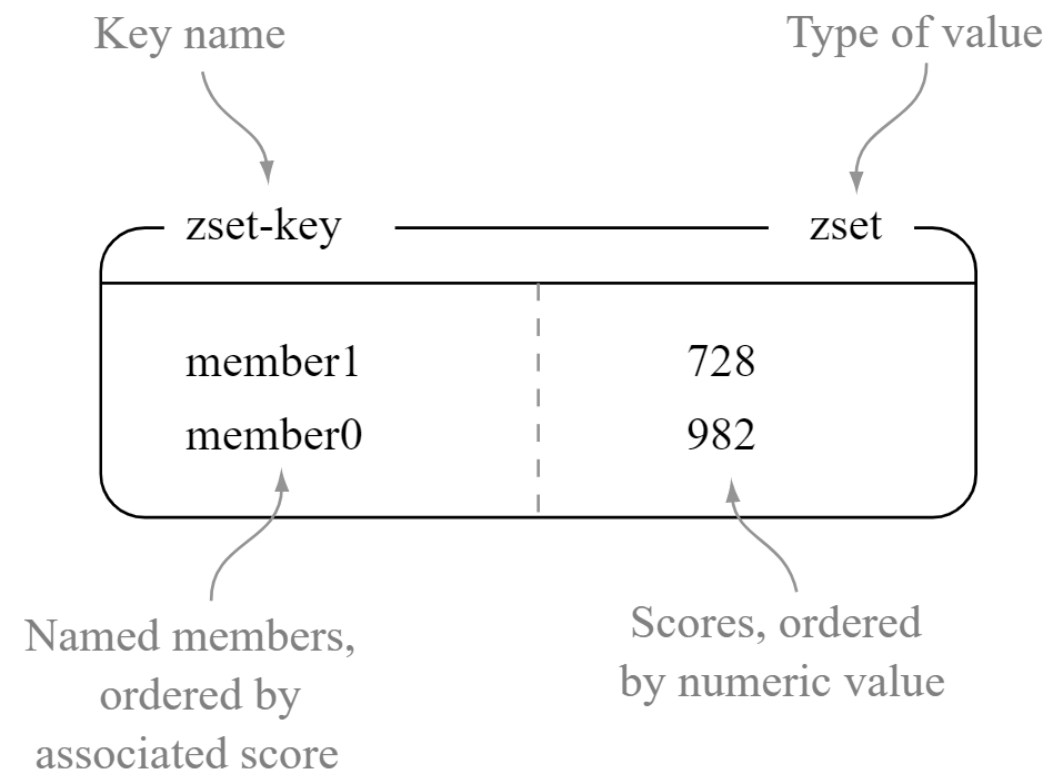 Key name
Type of value
zset-key
zset
member1
728
member0
982
Named members,
ordered by
associated score
Scores, ordered
by numeric value